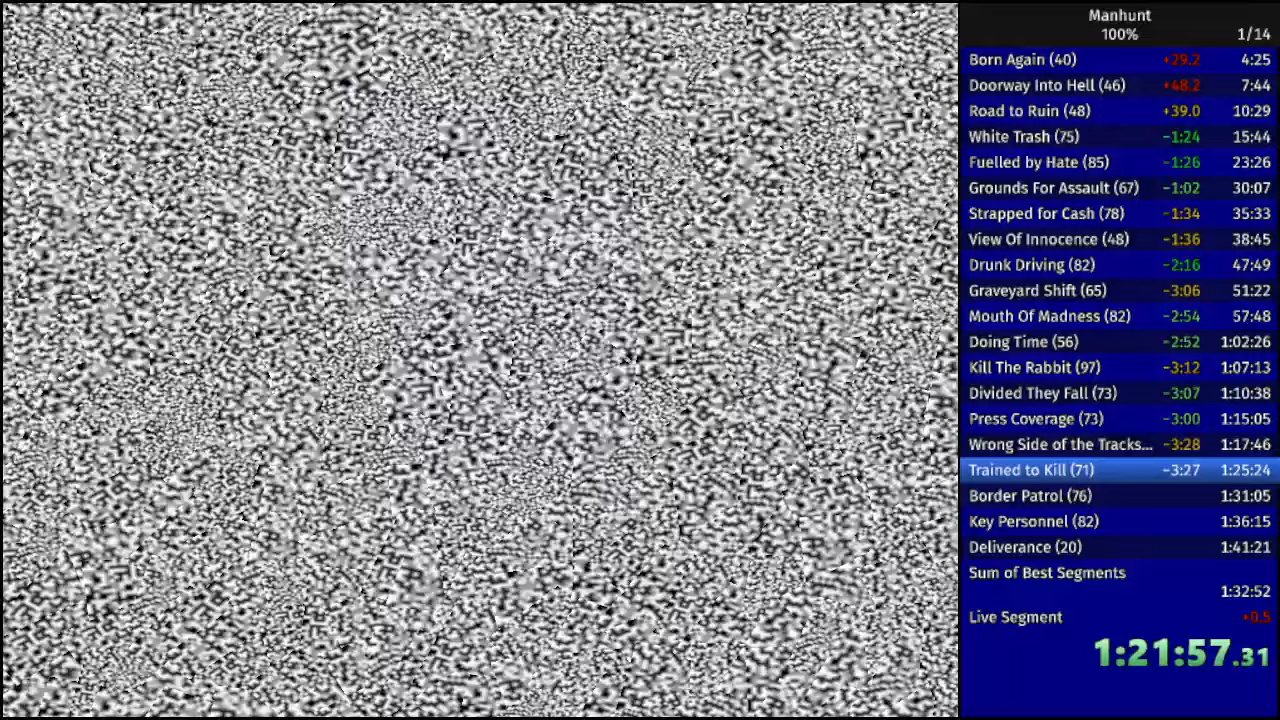 Manhunt
100% 1/14
Born Again (40) +29.2 4:25
Doorway Into Hell (46) +48.2 7:44
Road to Ruin (48) +39.0 10:29
White Trash (75) -1:24 15:44
Fuelled by Hate (85) -1:26 23:26
Grounds For Assault (67) -1:02 30:07
Strapped for Cash (78) -1:34 35:33
View Of Innocence (48) -1:36 38:45
Drunk Driving (82) -2:16 47:49
Graveyard Shift (65) -3:06 51:22
Mouth Of Madness (82) -2:54 57:48
Doing Time (56) -2:52 1:02:26
Kill The Rabbit (97) -3:12 1:07:13
Divided They Fall (73) -3:07 1:10:38
Press Coverage (73) -3:00 1:15:05
Wrong Side of the Tracks... -3:28 1:17:46
Trained to Kill (71) -3:27 1:25:24
Border Patrol (76) 1:31:05
Key Personnel (82) 1:36:15
Deliverance (20) 1:41:21
Sum of Best Segments
1:32:52
Live Segment +0.5
1:21:57.31